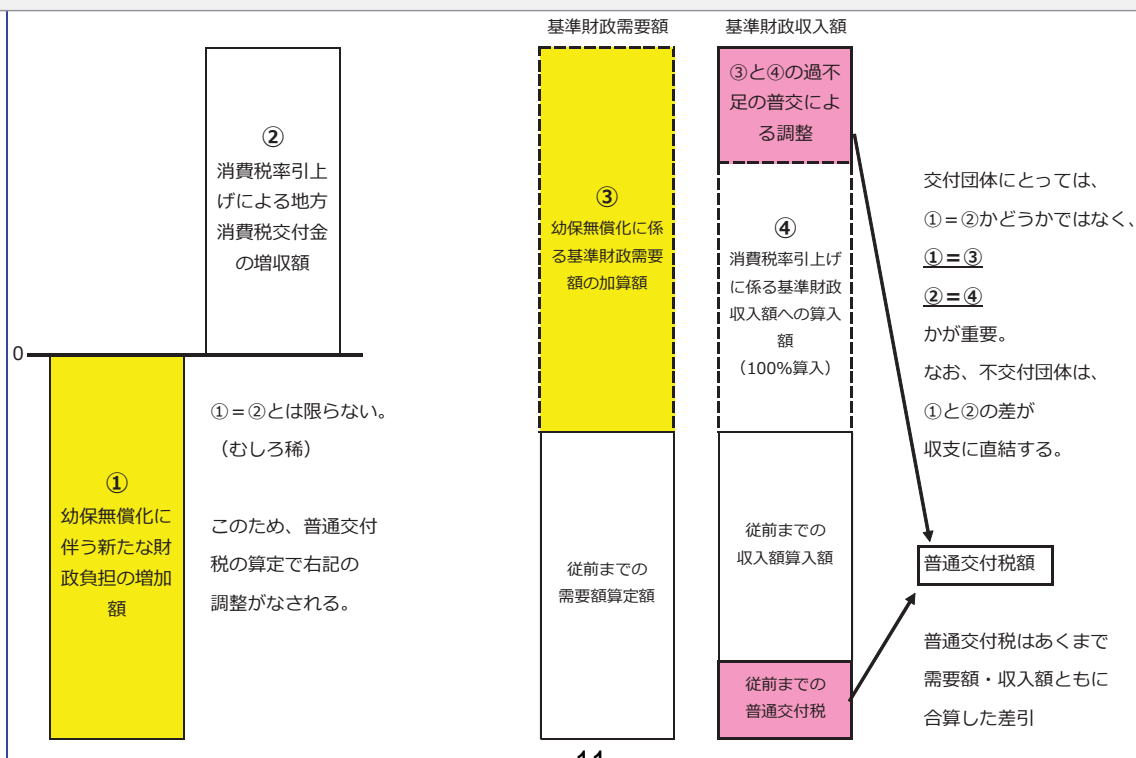 ②
消費税率引上
げによる地方
消費税交付金
の増収額
0
①
幼保無償化に
伴う新たな財
政負担の増加
額
①＝②とは限らない。
（むしろ稀）
このため、普通交付
税の算定で右記の
調整がなされる。
基準財政需要額
③
幼保無償化に係
る基準財政需要
額の加算額
従前までの
需要額算定額
基準財政収入額
③と④の過不
足の普交によ
る調整
④
消費税率引上げ
に係る基準財政
収入額への算入
額
（100%算入）
従前までの
収入額算入額
従前までの
普通交付税
交付団体にとっては、
①＝②かどうかではなく、
①＝③
②＝④
かが重要。
なお、不交付団体は、
①と②の差が
収支に直結する。
普通交付税額
普通交付税はあくまで
需要額・収入額ともに
合算した差引